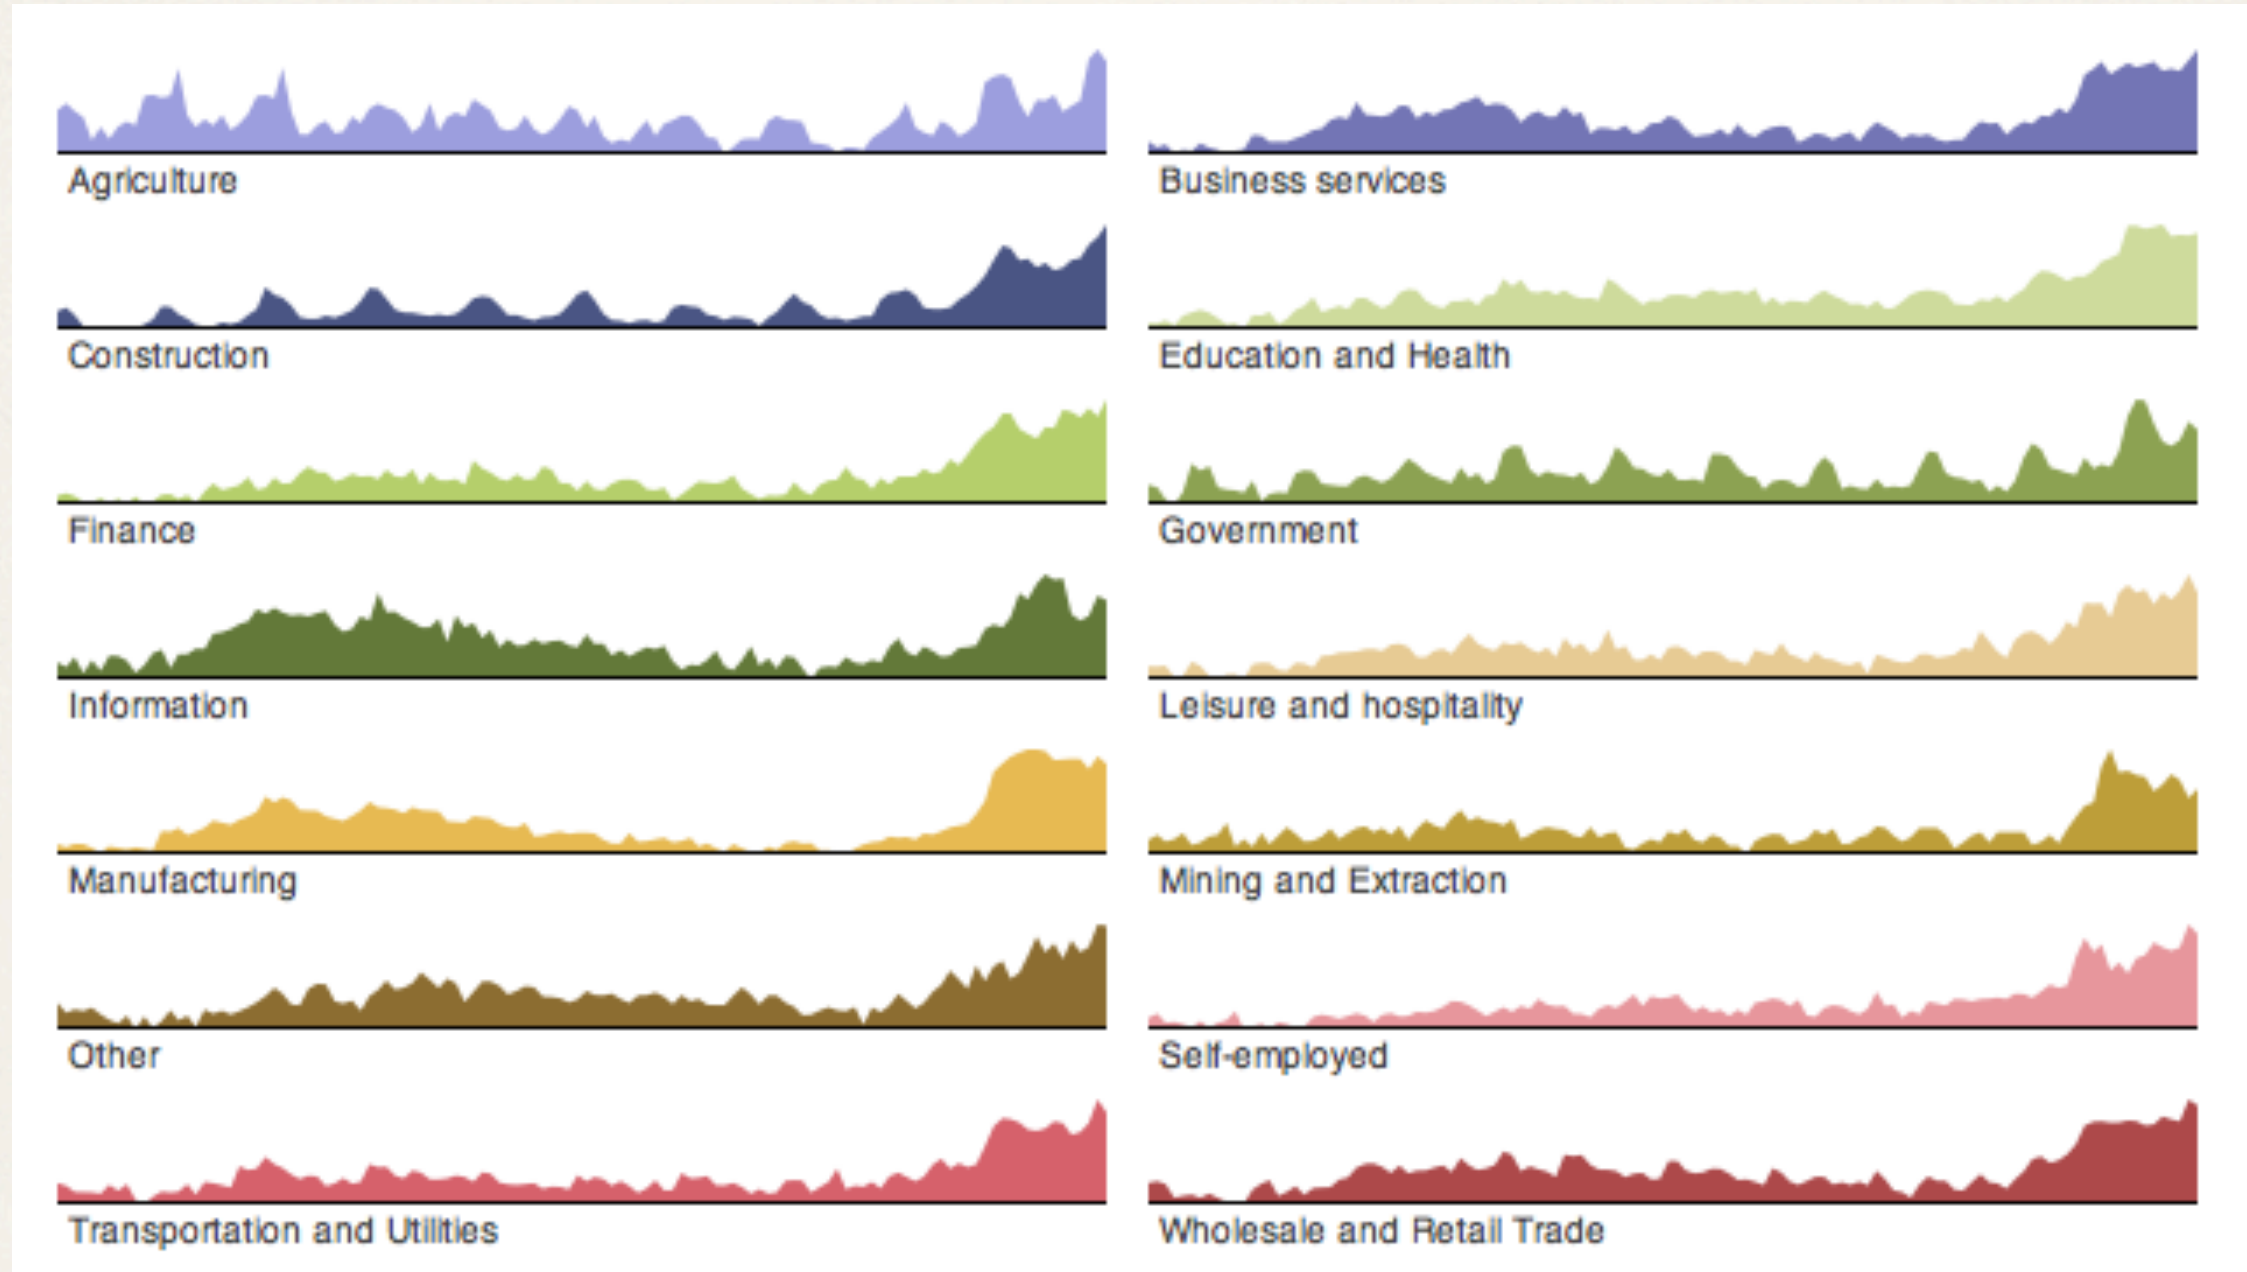 Agriculture
Business services
Construction
Education and Health
Finance
Government
Information
Leisure and hospitality
Manufacturing
Mining and Extraction
Other
Self-employed
Transportation and Utilities
Wholesale and Retail Trade